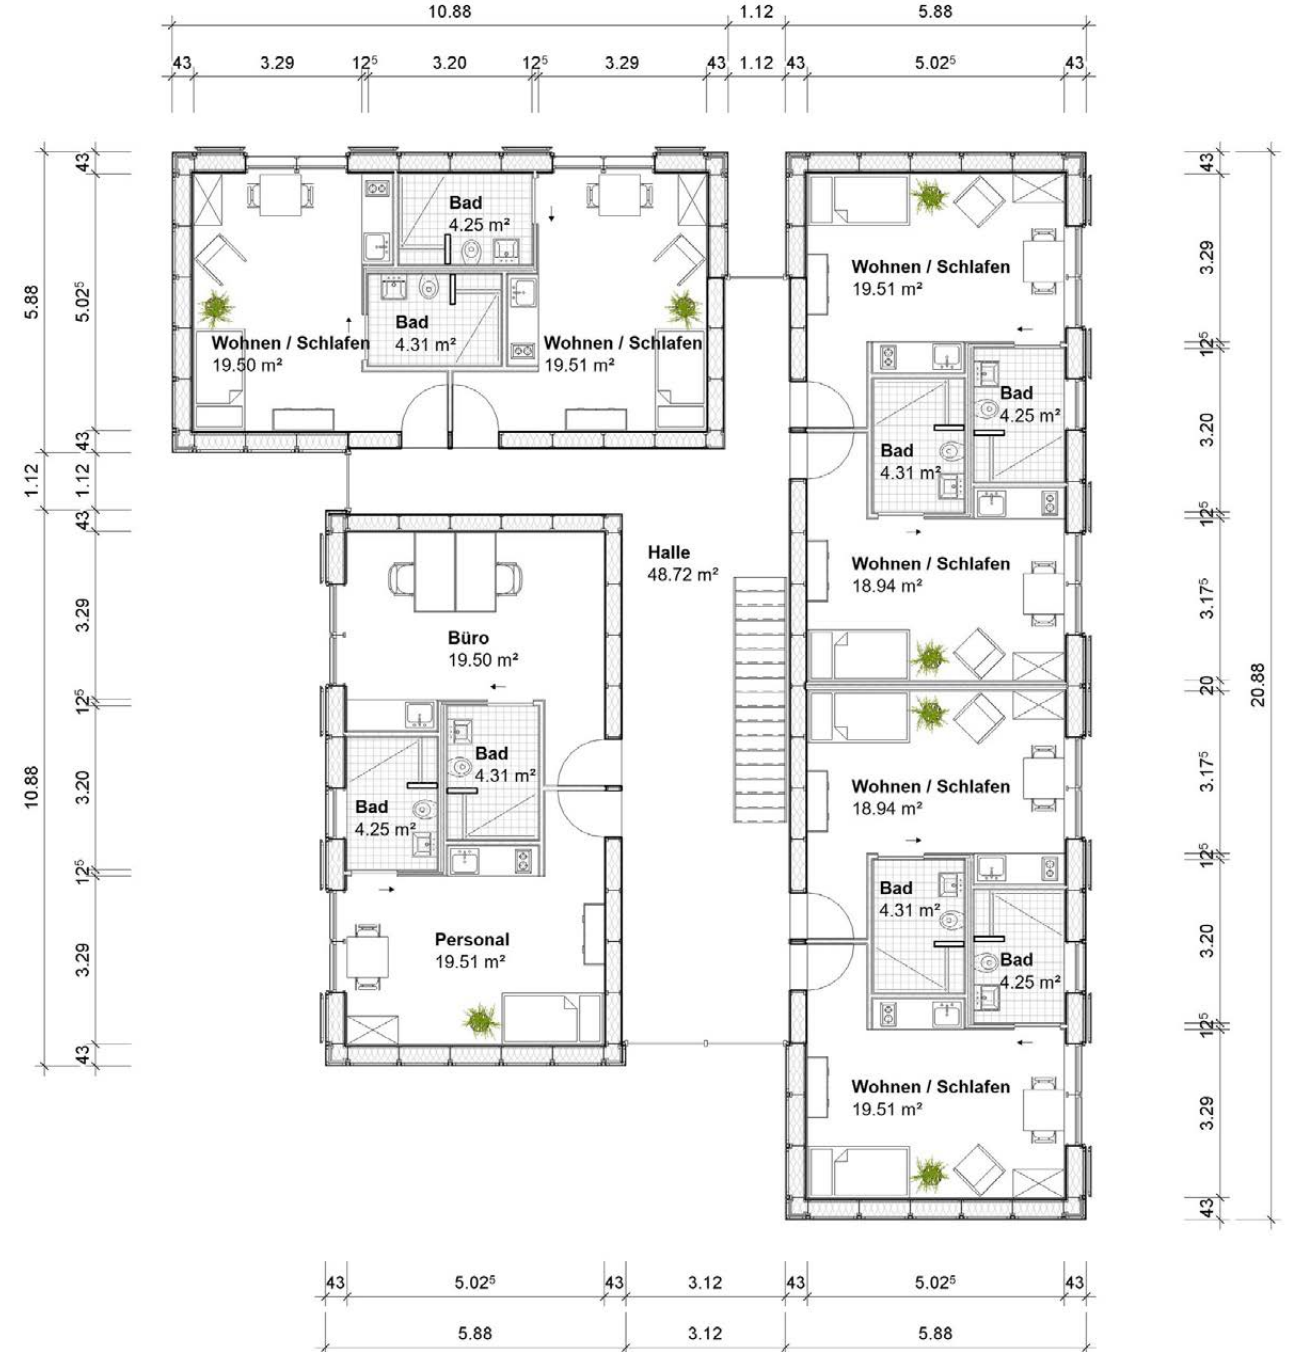 10.88 1.12 5.88
43 3.29 12⁵ 3.20 12⁵ 3.29 43 1.12 43 5.02⁵ 43
43
5.88
5.02⁵
43
1.12
1.12
43
3.29
12⁵
10.88
3.20
12⁵
3.29
43
Bad
4.25 m²
Bad
4.31 m²
Wohnen / Schlafen
19.50 m²
Wohnen / Schlafen
19.51 m²
Halle
48.72 m²
Büro
19.50 m²
Bad
4.31 m²
Bad
4.25 m²
Personal
19.51 m²
Wohnen / Schlafen
19.51 m²
Bad
4.25 m²
Bad
4.31 m²
Wohnen / Schlafen
18.94 m²
Wohnen / Schlafen
18.94 m²
Bad
4.31 m²
Bad
4.25 m²
Wohnen / Schlafen
19.51 m²
43
3.29
12⁵
3.20
12⁵
3.17⁵
20
20.88
3.17⁵
12⁵
3.20
12⁵
3.29
43
43 5.02⁵ 43 3.12 43 5.02⁵ 43
5.88 3.12 5.88